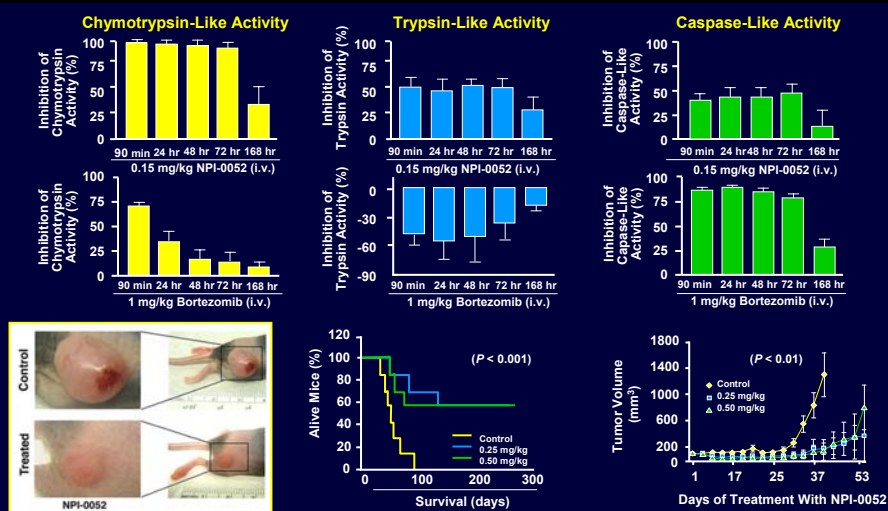 Chymotrypsin-Like Activity
Inhibition of
Chymotrypsin
Activity (%)
100
75
50
25
0
90 min 24 hr 48 hr 72 hr 168 hr
0.15 mg/kg NPI-0052 (i.v.)
Trypsin-Like Activity
Inhibition of
Trypsin Activity (%)
100
75
50
25
0
90 min 24 hr 48 hr 72 hr 168 hr
0.15 mg/kg NPI-0052 (i.v.)
Caspase-Like Activity
Inhibition of
Caspase-Like
Activity (%)
100
75
50
25
0
90 min 24 hr 48 hr 72 hr 168 hr
0.15 mg/kg NPI-0052 (i.v.)
Inhibition of
Chymotrypsin
Activity (%)
100
75
50
25
0
90 min 24 hr 48 hr 72 hr 168 hr
1 mg/kg Bortezomib (i.v.)
Inhibition of
Trypsin Activity (%)
0
-30
-60
-90
90 min 24 hr 48 hr 72 hr 168 hr
1 mg/kg Bortezomib (i.v.)
Inhibition of
Capase-Like
Activity (%)
100
75
50
25
0
90 min 24 hr 48 hr 72 hr 168 hr
1 mg/kg Bortezomib (i.v.)
Control
Treated
NPI-0052
Alive Mice (%)
120
100
80
60
40
20
0
(P < 0.001)
Control
0.25 mg/kg
0.50 mg/kg
0 100 200 300
Survival (days)
Tumor Volume
(mm3)
1800
1400
1000
600
200
0
(P < 0.01)
Control
0.25 mg/kg
0.50 mg/kg
1 17 25 37 53
Days of Treatment With NPI-0052